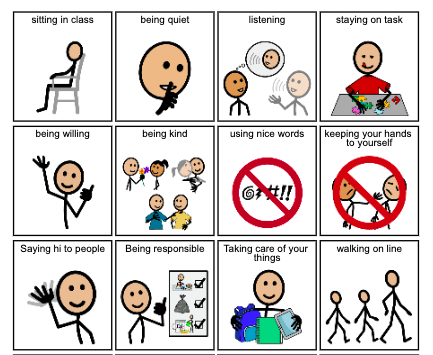 sitting in class
being quiet
listening
staying on task
being willing
being kind
using nice words
keeping your hands
to yourself
@*#!!
Saying hi to people
Being responsible
Taking care of your
things
walking on line